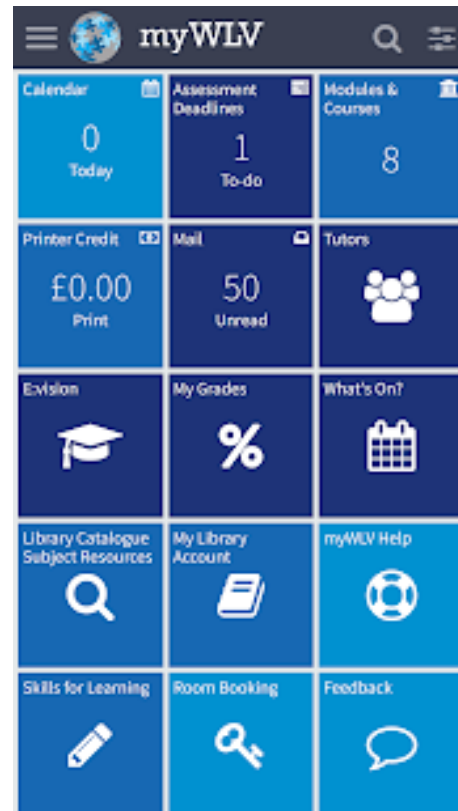 myWLV
Calendar
0
Today
Assessment
Deadlines
1
To-do
Modules &
Courses
8
Printer Credit
£0.00
Print
Mail
50
Unread
Tutors
E:vision
My Grades
%
What's On?
Library Catalogue
Subject Resources
My Library
Account
myWLV Help
Skills for Learning
Room Booking
Feedback